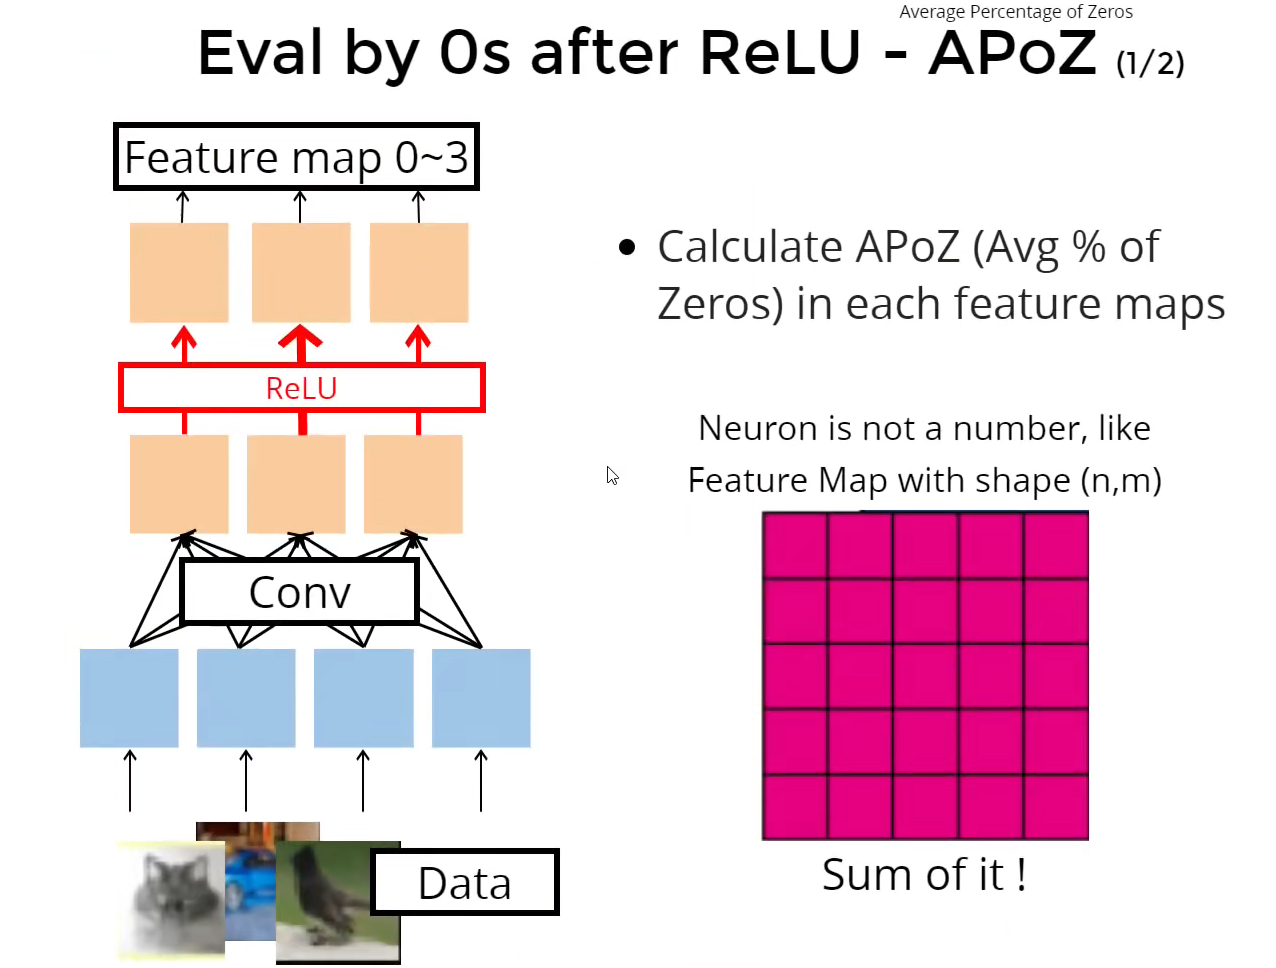 Average Percentage of Zeros
Eval by 0s after ReLU - APoZ (1/2)
Feature map 0~3
ReLU
Conv
Data
• Calculate APoZ (Avg % of
Zeros) in each feature maps
Neuron is not a number, like
Feature Map with shape (n,m)
Sum of it !